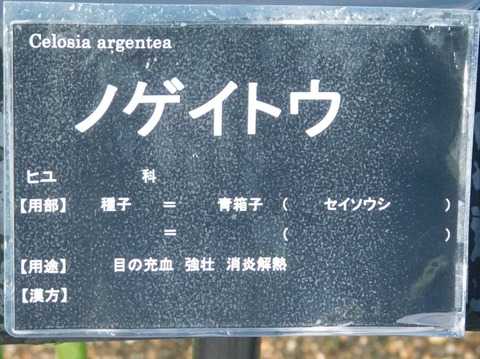 Celosia argentea
ノゲイトウ
ヒユ 科
【用部】 種子 ＝ 青箱子 （ セイソウシ ）
＝ （ ）
【用途】 目の充血 強壮 消炎解熱
【漢方】